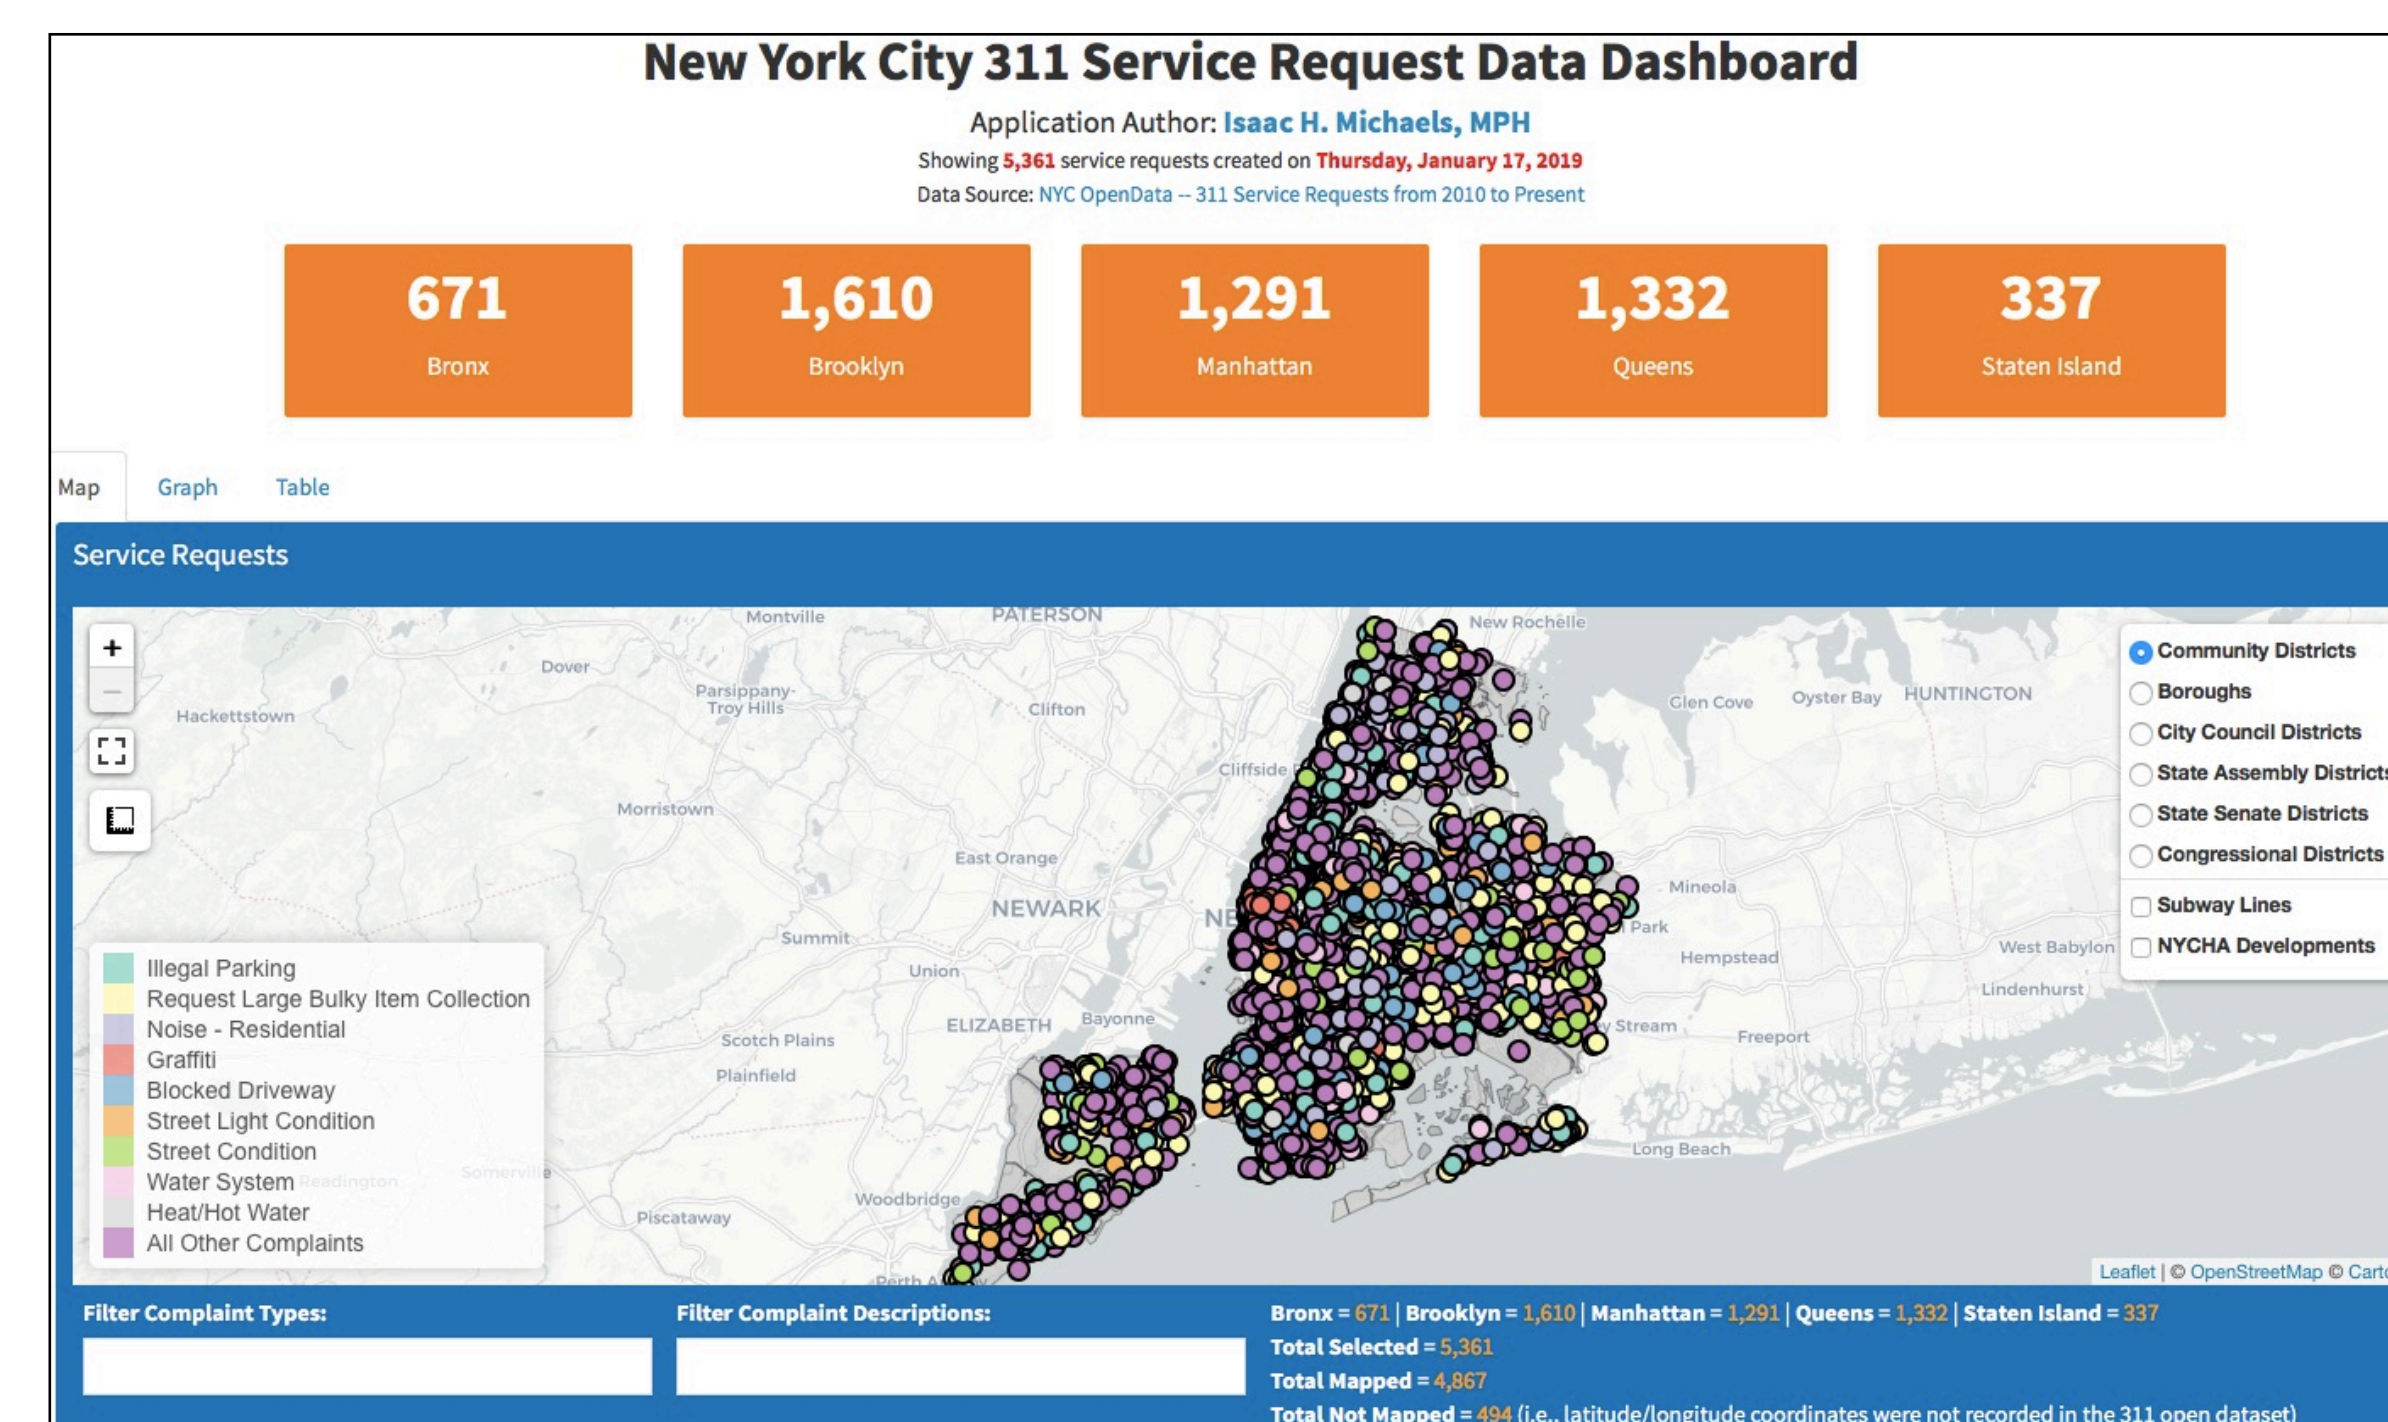 New York City 311 Service Request Data Dashboard
Application Author: Isaac H. Michaels, MPH
Showing 5,361 service requests created on Thursday, January 17, 2019
Data Source: NYC OpenData -- 311 Service Requests from 2010 to Present
671
Bronx
1,610
Brooklyn
1,291
Manhattan
1,332
Queens
337
Staten Island
Map
Graph
Table
Service Requests
+
−
Montville
PATERSON
New Rochelle
Dover
Parsippany-
Troy Hills
Hackettstown
Clifton
Glen Cove
Oyster Bay
HUNTINGTON
Cliffside
Morristown
East Orange
Mineola
NEWARK
NE
Park
Summit
Union
Hempstead
West Babylon
Lindenhurst
ELIZABETH
Bayonne
Scotch Plains
Stream
Freeport
Plainfield
Long Beach
Readington
Somerville
Woodbridge
Piscataway
Perth A
Community Districts
Boroughs
City Council Districts
State Assembly Districts
State Senate Districts
Congressional Districts
Subway Lines
NYCHA Developments
Illegal Parking
Request Large Bulky Item Collection
Noise - Residential
Graffiti
Blocked Driveway
Street Light Condition
Street Condition
Water System
Heat/Hot Water
All Other Complaints
Leaflet | © OpenStreetMap © Carto
Filter Complaint Types:
Filter Complaint Descriptions:
Bronx = 671 | Brooklyn = 1,610 | Manhattan = 1,291 | Queens = 1,332 | Staten Island = 337
Total Selected = 5,361
Total Mapped = 4,867
Total Not Mapped = 494 (i.e., latitude/longitude coordinates were not recorded in the 311 open dataset)